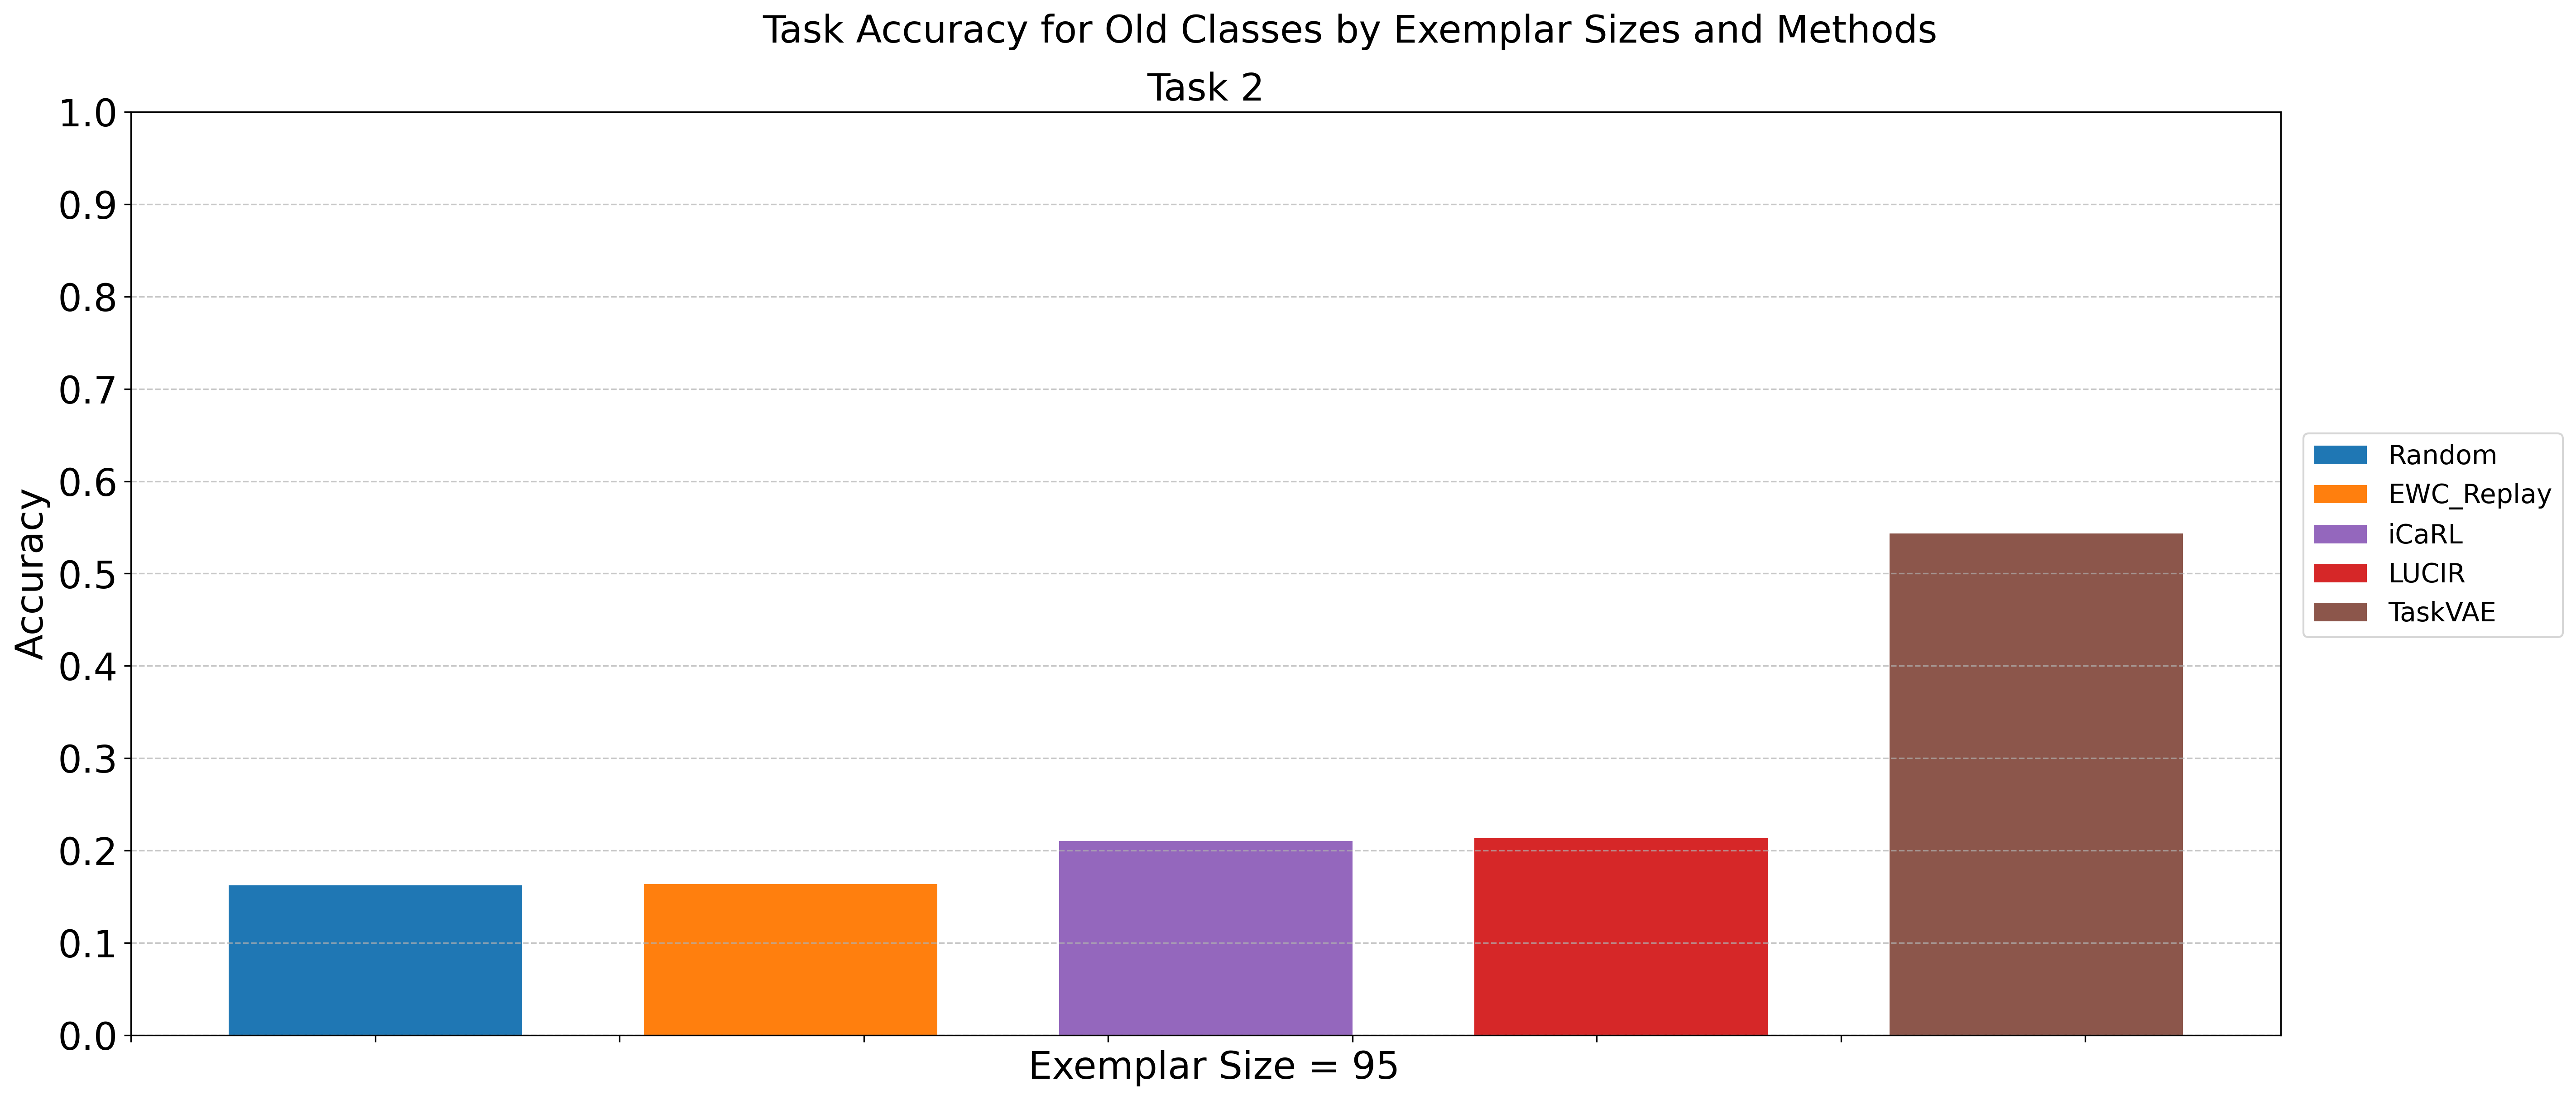 Task Accuracy for Old Classes by Exemplar Sizes and Methods
Task 2
1.0
0.9
0.8
0.7
0.6
0.5
0.4
0.3
0.2
0.1
0.0
Accuracy
Exemplar Size = 95
Random
EWC_Replay
iCaRL
LUCIR
TaskVAE